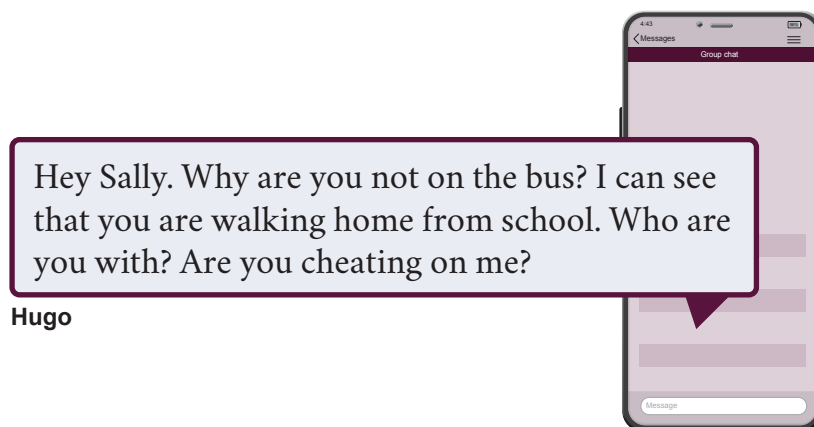 4:43
Messages
Group chat
Hey Sally. Why are you not on the bus? I can see
that you are walking home from school. Who are
you with? Are you cheating on me?
Hugo
Message